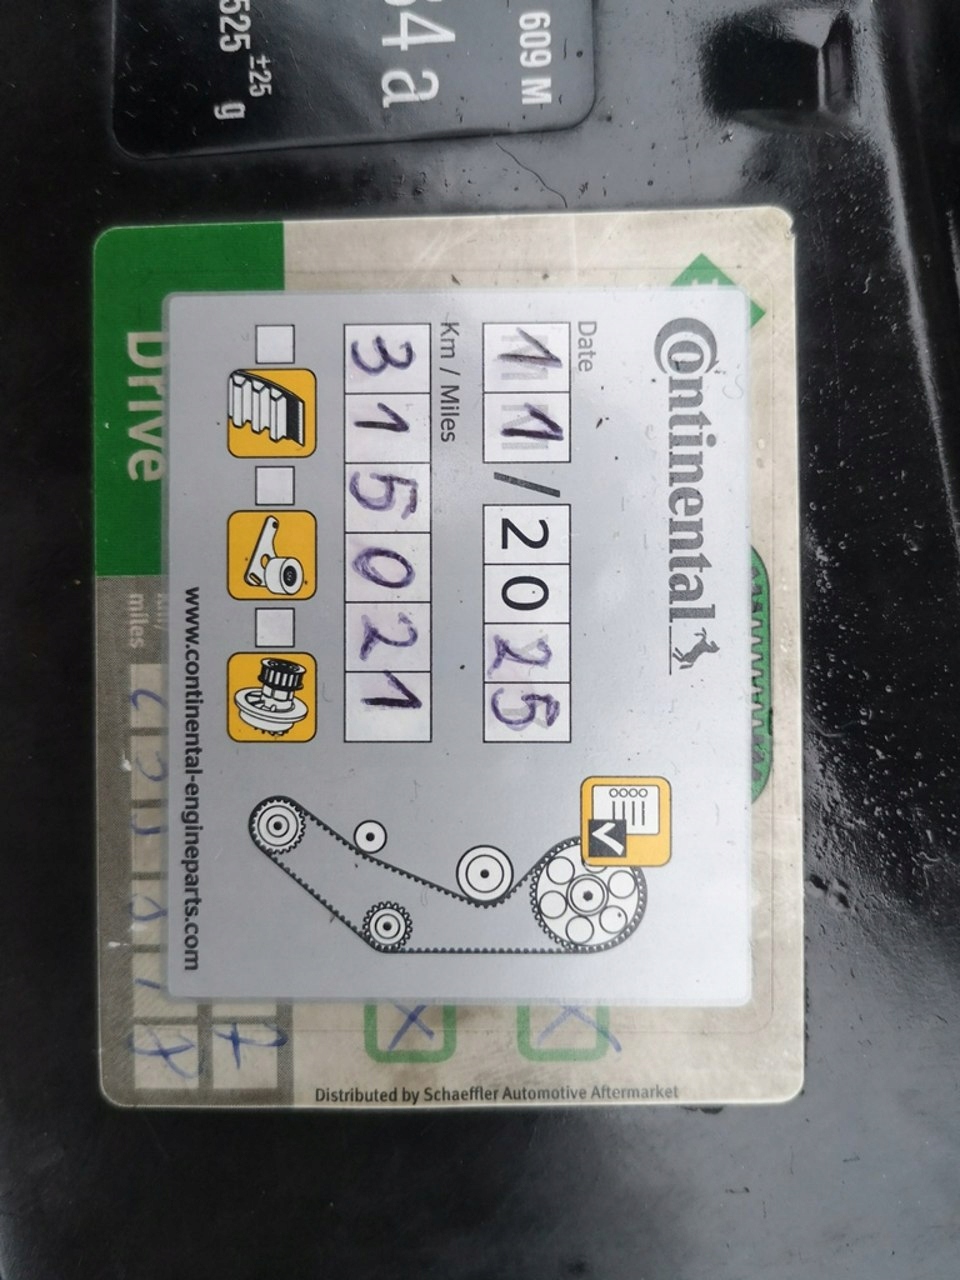 609 M
4 a
525 ±25 g
Continental
Date
11/2025
Km / Miles
315021
www.continental-engineparts.com
Drive
miles
Distributed by Schaeffler Automotive Aftermarket